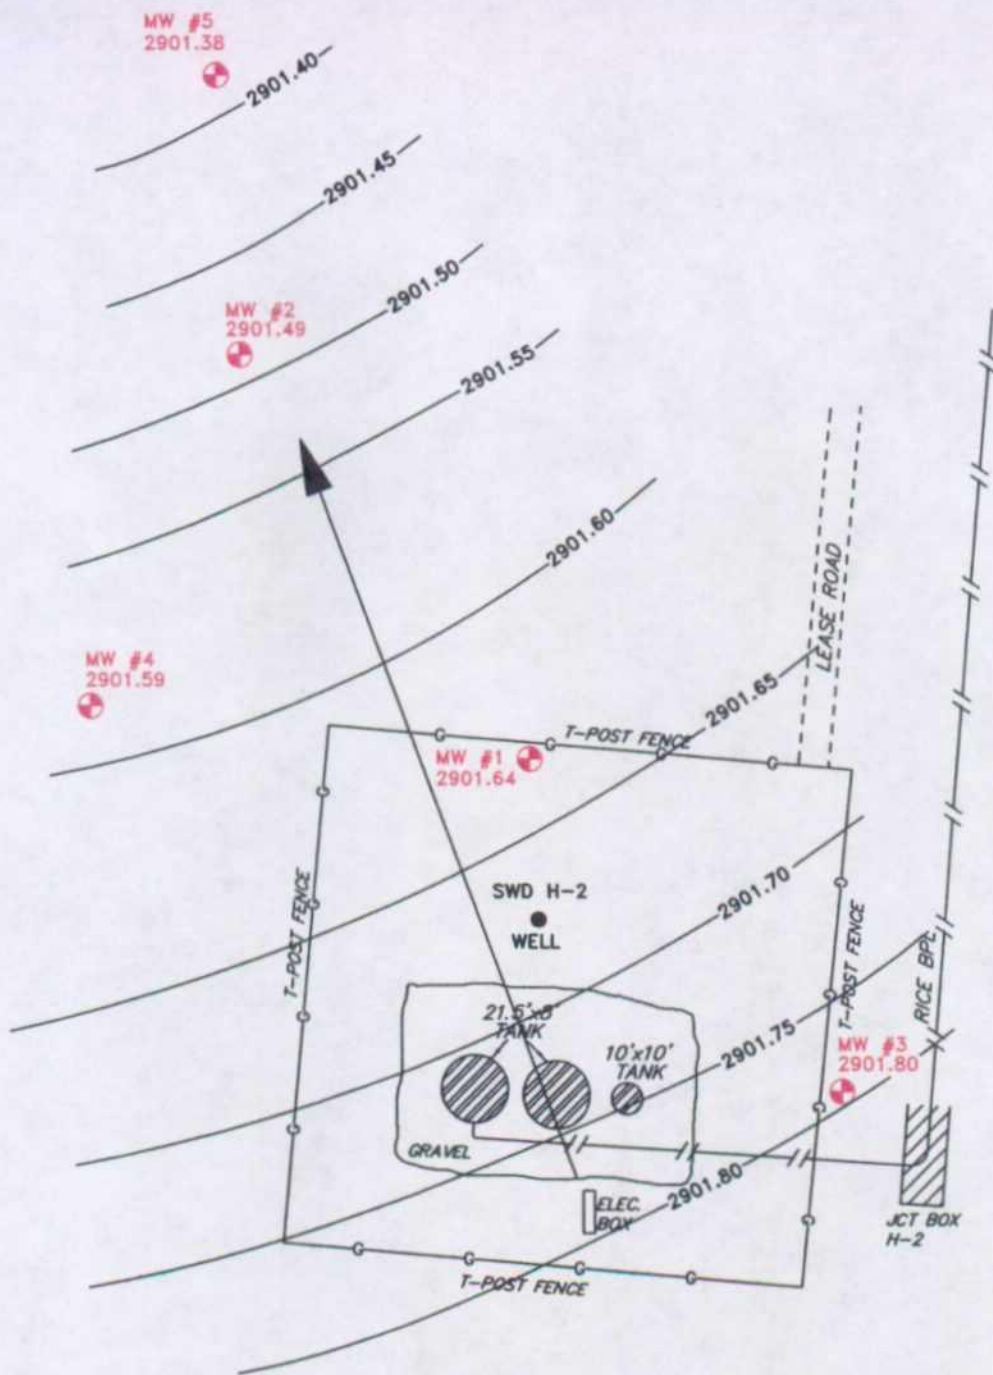 MW #5
2901.38
2901.40
2901.45
2901.50
MW #2
2901.49
2901.55
2901.60
LEASE ROAD
MW #4
2901.59
2901.65
T-POST FENCE
MW #1
2901.64
2901.70
SWD H-2
WELL
T-POST FENCE
T-POST FENCE
RICE BPL
21.5'x8'
TANK
10'x10'
TANK
2901.75
MW #3
2901.80
GRAVEL
2901.80
ELEC.
BOX
JCT BOX
H-2
T-POST FENCE